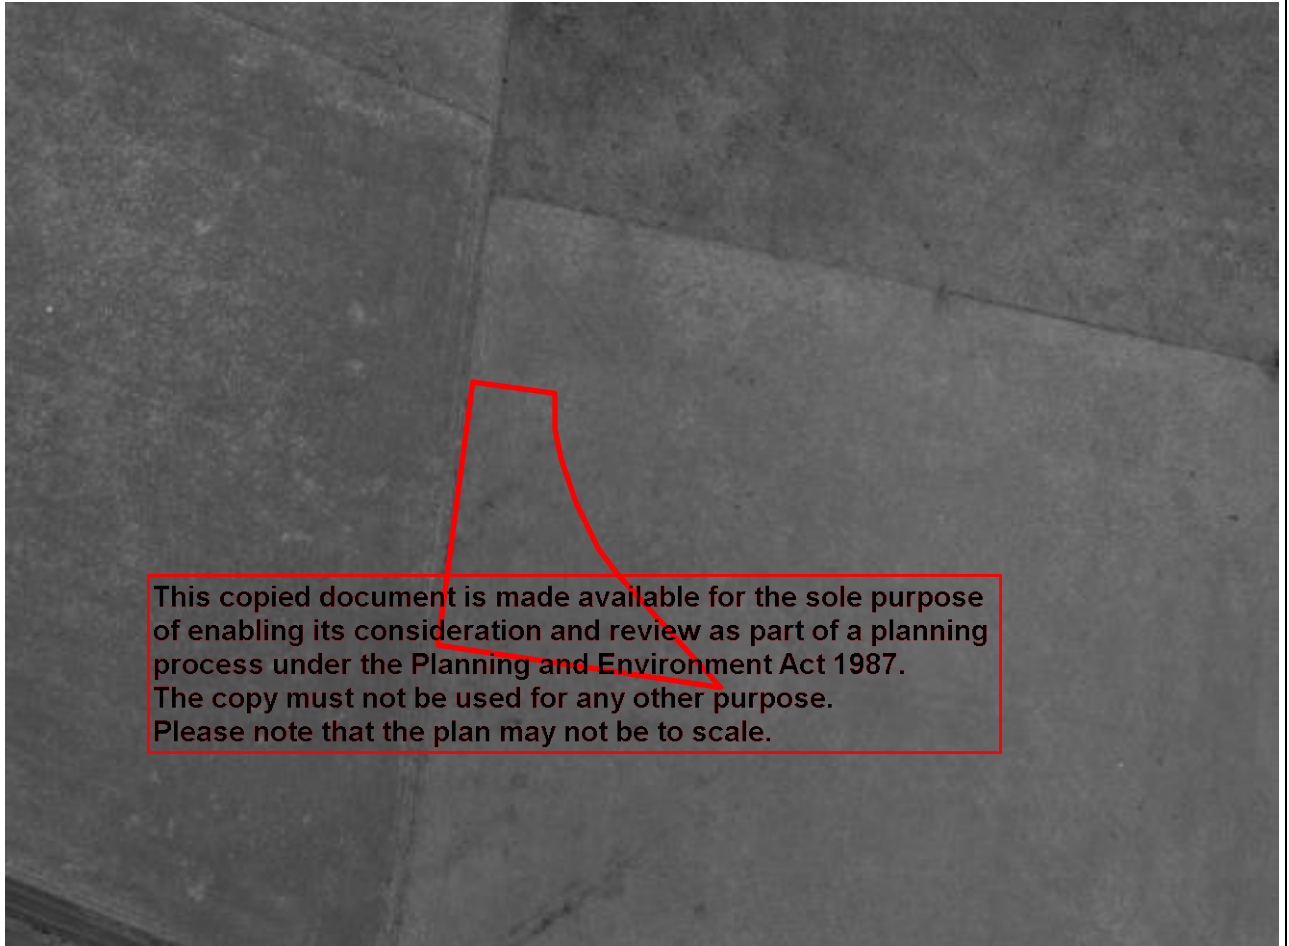 This copied document is made available for the sole purpose
of enabling its consideration and review as part of a planning
process under the Planning and Environment Act 1987.
The copy must not be used for any other purpose.
Please note that the plan may not be to scale.